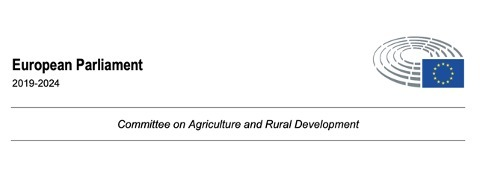 European Parliament
2019-2024
Committee on Agriculture and Rural Development